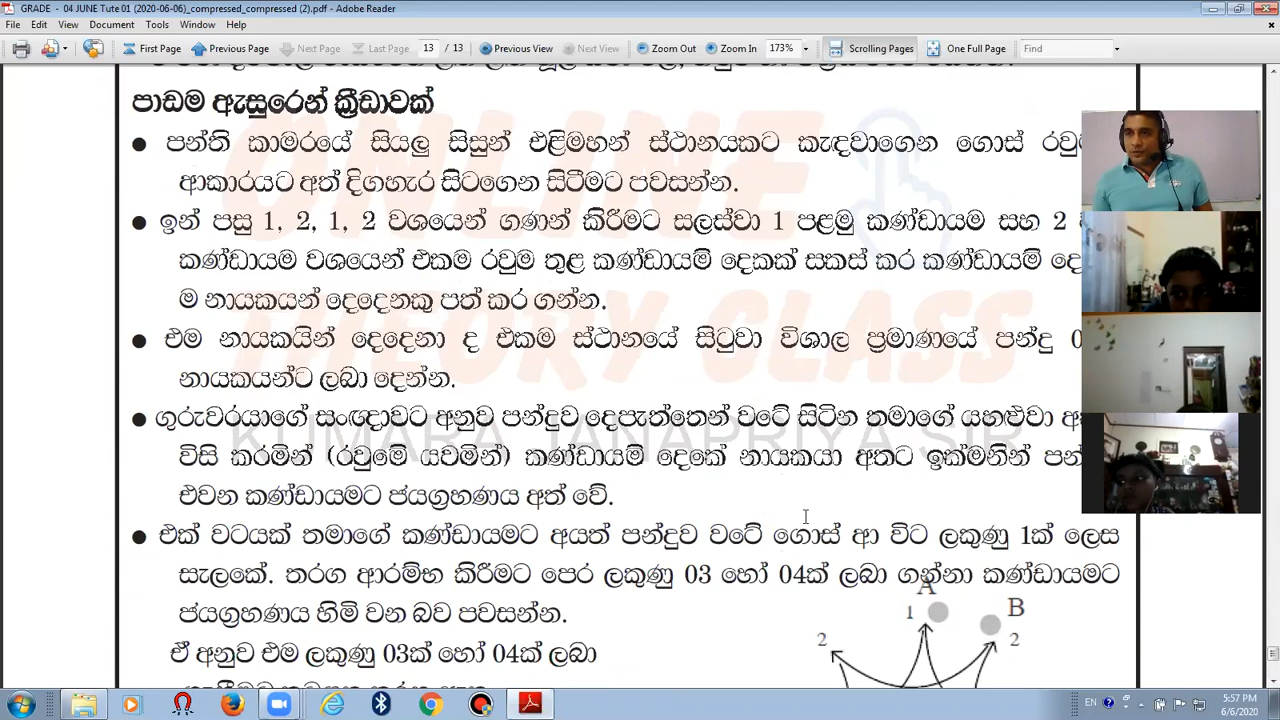 GRADE - 04 JUNE Tute 01 (2020-06-06)_compressed_compressed (2).pdf - Adobe Reader
File Edit View Document Tools Window Help
First Page Previous Page Next Page Last Page 13 / 13 Previous View Next View Zoom Out Zoom In 173% Scrolling Pages One Full Page Find
පාඩම ඇසුරෙන් ක්‍රීඩාවක්
● පන්ති කාමරයේ සියලු සිසුන් එළිමහන් ස්ථානයකට කැඳවාගෙන ගොස්
ආකාරයට අත් දිගහැර සිටගෙන සිටීමට පවසන්න.
● ඉන් පසු 1, 2, 1, 2 වශයෙන් ගණන් කිරීමට සලස්වා 1 පළමු කණ්ඩායම සහ 2
කණ්ඩායම වශයෙන් එකම රවුම තුළ කණ්ඩායම් දෙකක් සකස් කර කණ්ඩායම්
ම නායකයන් දෙදෙනකු පත් කර ගන්න.
● එම නායකයින් දෙදෙනා ද එකම ස්ථානයේ සිටුවා විශාල ප්‍රමාණයේ පන්දු
නායකයන්ට ලබා දෙන්න.
● ගුරුවරයාගේ සංඥාවට අනුව පන්දුව දෙපැත්තෙන් වටේ සිටින තමාගේ යහළුවා
විසි කරමින් (රවුමේ යවමින්) කණ්ඩායම් දෙකේ නායකයා අතට ඉක්මනින්
එවන කණ්ඩායමට ජයග්‍රහණය අත් වේ.
● එක් වටයක් තමාගේ කණ්ඩායමට අයත් පන්දුව වටේ ගොස් ආ විට ලකුණු 1ක් ලෙස
සැලකේ. තරග ආරම්භ කිරීමට පෙර ලකුණු 03 හෝ 04ක් ලබා ගන්නා කණ්ඩායමට
ජයග්‍රහණය හිමි වන බව පවසන්න.
ඒ අනුව එම ලකුණු 03ක් හෝ 04ක් ලබා
A
1
B
2
2
ONLINE
THEORY CLASS
KUMARA JANAPRIYA SIR
EN
5:57 PM
6/6/2020